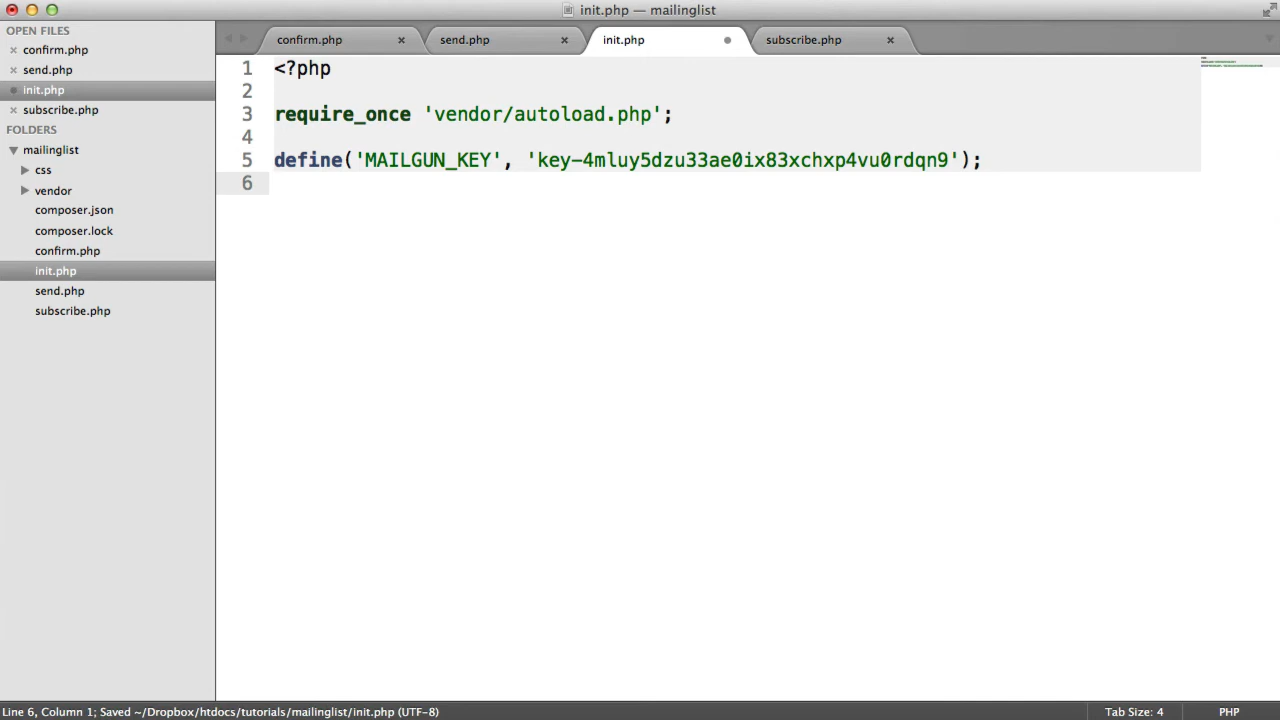 init.php — mailinglist
OPEN FILES
confirm.php
send.php
init.php
subscribe.php
FOLDERS
mailinglist
css
vendor
composer.json
composer.lock
confirm.php
init.php
send.php
subscribe.php
confirm.php
send.php
init.php
subscribe.php
1 <?php
2
3 require_once 'vendor/autoload.php';
4
5 define('MAILGUN_KEY', 'key-4mluy5dzu33ae0ix83xchxp4vu0rdqn9');
6
Line 6, Column 1; Saved ~/Dropbox/htdocs/tutorials/mailinglist/init.php (UTF-8)
Tab Size: 4
PHP